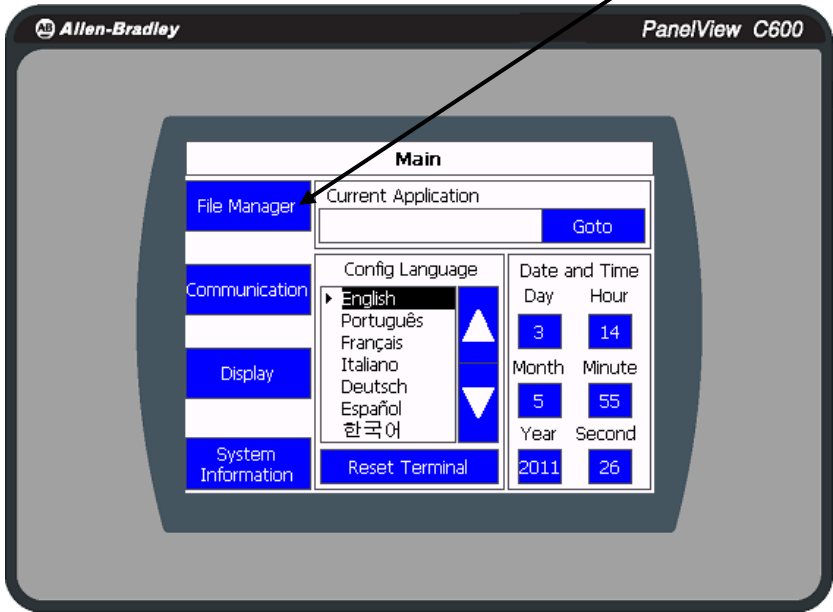 AB Allen-Bradley
PanelView C600
Main
File Manager
Current Application
Goto
Communication
Config Language
English
Português
Français
Italiano
Deutsch
Español
한국어
Date and Time
Day Hour
3 14
Month Minute
5 55
Year Second
2011 26
Display
System
Information
Reset Terminal